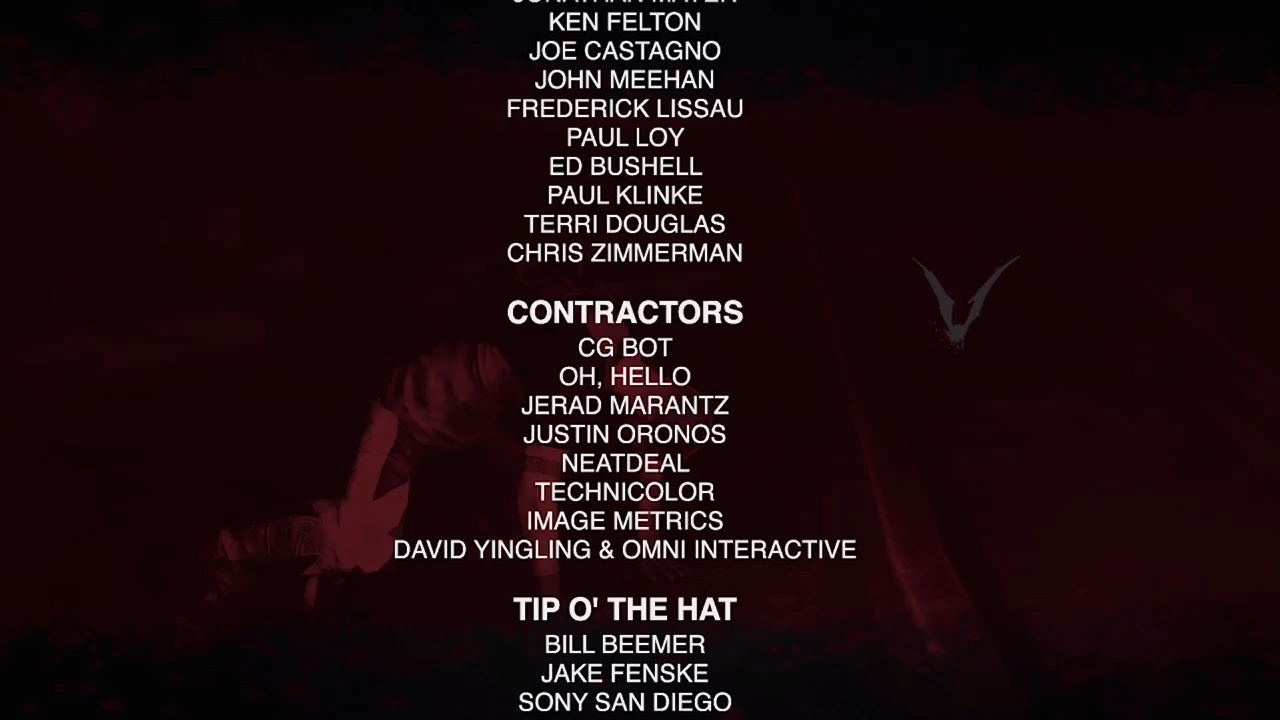 KEN FELTON
JOE CASTAGNO
JOHN MEEHAN
FREDERICK LISSAU
PAUL LOY
ED BUSHELL
PAUL KLINKE
TERRI DOUGLAS
CHRIS ZIMMERMAN
CONTRACTORS
CG BOT
OH, HELLO
JERAD MARANTZ
JUSTIN ORONOS
NEATDEAL
TECHNICOLOR
IMAGE METRICS
DAVID YINGLING & OMNI INTERACTIVE
TIP O' THE HAT
BILL BEEMER
JAKE FENSKE
SONY SAN DIEGO